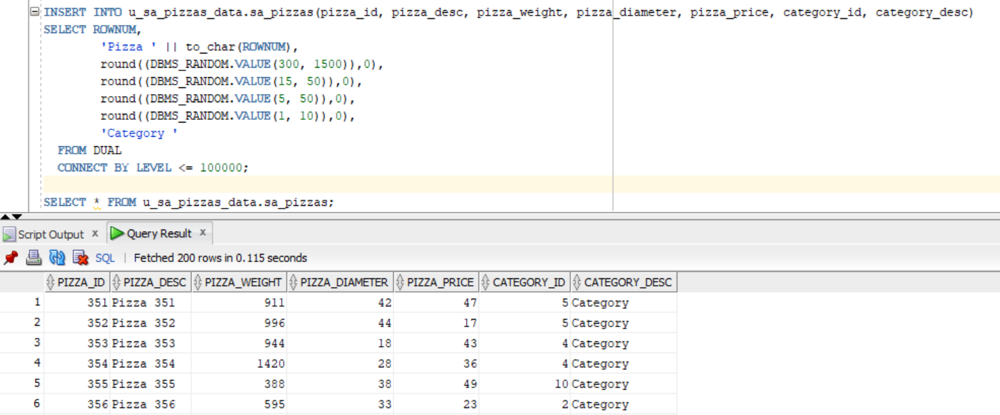 INSERT INTO u_sa_pizzas_data.sa_pizzas(pizza_id, pizza_desc, pizza_weight, pizza_diameter, pizza_price, category_id, category_desc)
SELECT ROWNUM,
'Pizza ' || to_char(ROWNUM),
round((DBMS_RANDOM.VALUE(300, 1500)),0),
round((DBMS_RANDOM.VALUE(15, 50)),0),
round((DBMS_RANDOM.VALUE(5, 50)),0),
round((DBMS_RANDOM.VALUE(1, 10)),0),
'Category '
FROM DUAL
CONNECT BY LEVEL <= 100000;
SELECT * FROM u_sa_pizzas_data.sa_pizzas;
Script Output x Query Result x
SQL | Fetched 200 rows in 0.115 seconds
PIZZA_ID PIZZA_DESC PIZZA_WEIGHT PIZZA_DIAMETER PIZZA_PRICE CATEGORY_ID CATEGORY_DESC
1 351 Pizza 351 911 42 47 5 Category
2 352 Pizza 352 996 44 17 5 Category
3 353 Pizza 353 944 18 43 4 Category
4 354 Pizza 354 1420 28 36 4 Category
5 355 Pizza 355 388 38 49 10 Category
6 356 Pizza 356 595 33 23 2 Category